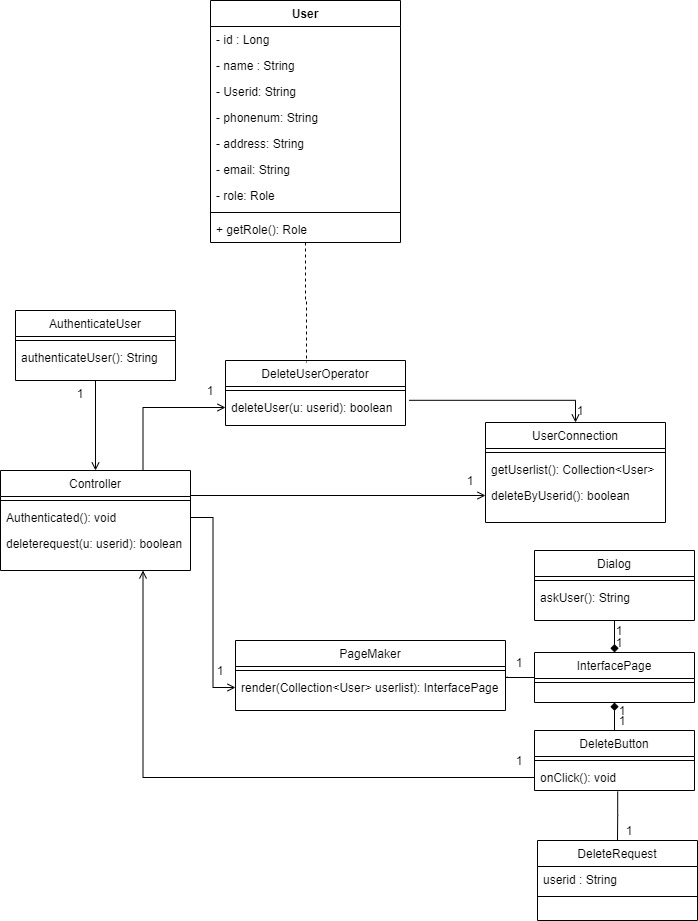 User
- id : Long
- name : String
- Userid: String
- phonenum: String
- address: String
- email: String
- role: Role
+ getRole(): Role
AuthenticateUser
authenticateUser(): String
1
DeleteUserOperator
deleteUser(u: userid): boolean
1
1
UserConnection
getUserlist(): Collection<User>
deleteByUserid(): boolean
Controller
Authenticated(): void
deleterequest(u: userid): boolean
1
Dialog
askUser(): String
1
1
PageMaker
render(Collection<User> userlist): InterfacePage
1
1
InterfacePage
1
1
DeleteButton
onClick(): void
1
1
DeleteRequest
userid : String